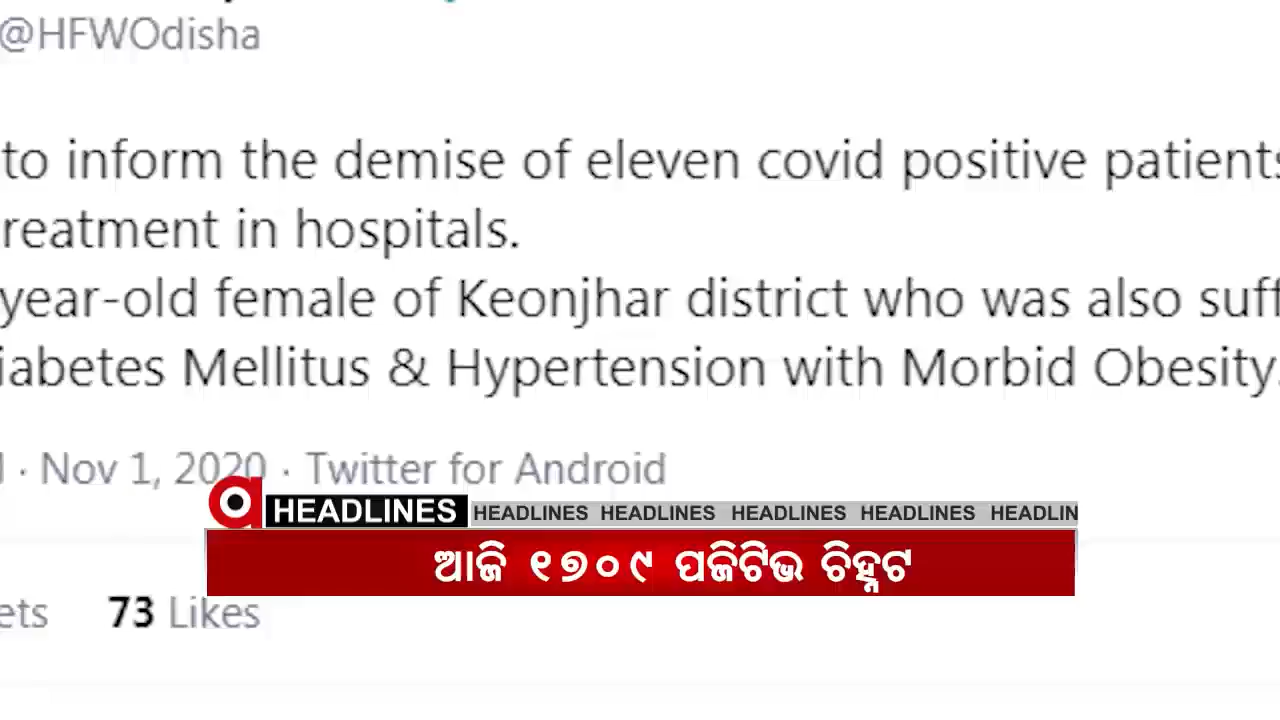 @HFWOdisha
to inform the demise of eleven covid positive patients
reatment in hospitals.
year-old female of Keonjhar district who was also suff
iabetes Mellitus & Hypertension with Morbid Obesity.
· Nov 1, 2020 · Twitter for Android
HEADLINES HEADLINES HEADLINES HEADLINES HEADLINES HEADLIN
ଆଜି ୧୭୦୯ ପଜିଟିଭ ଚିହ୍ନଟ
ets 73 Likes